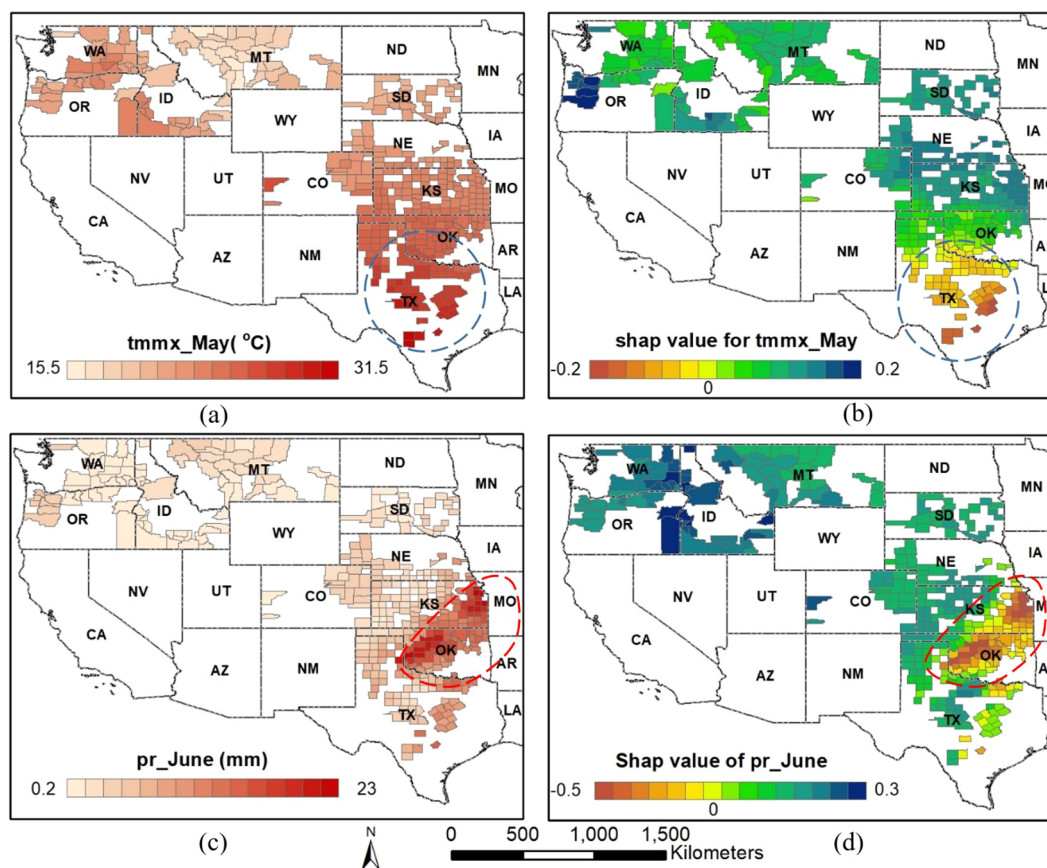 WA
MT
ND
MN
OR
ID
SD
WY
IA
NE
NV
UT
CO
KS
MO
CA
OK
AR
AZ
NM
TX
LA
tmmx_May( °C)
15.5
31.5
(a)
WA
MT
ND
MN
OR
ID
SD
WY
IA
NE
NV
UT
CO
KS
MO
CA
OK
AZ
NM
TX
shap value for tmmx_May
-0.2
0.2
0
(b)
WA
MT
ND
MN
OR
ID
SD
WY
IA
NE
NV
UT
CO
KS
MO
CA
OK
AR
AZ
NM
TX
LA
pr_June (mm)
0.2
23
(c)
WA
MT
ND
MN
OR
ID
SD
WY
IA
NE
NV
UT
CO
KS
CA
OK
AZ
NM
TX
Shap value of pr_June
-0.5
0.3
0
(d)
N
0
500
1,000
1,500
Kilometers